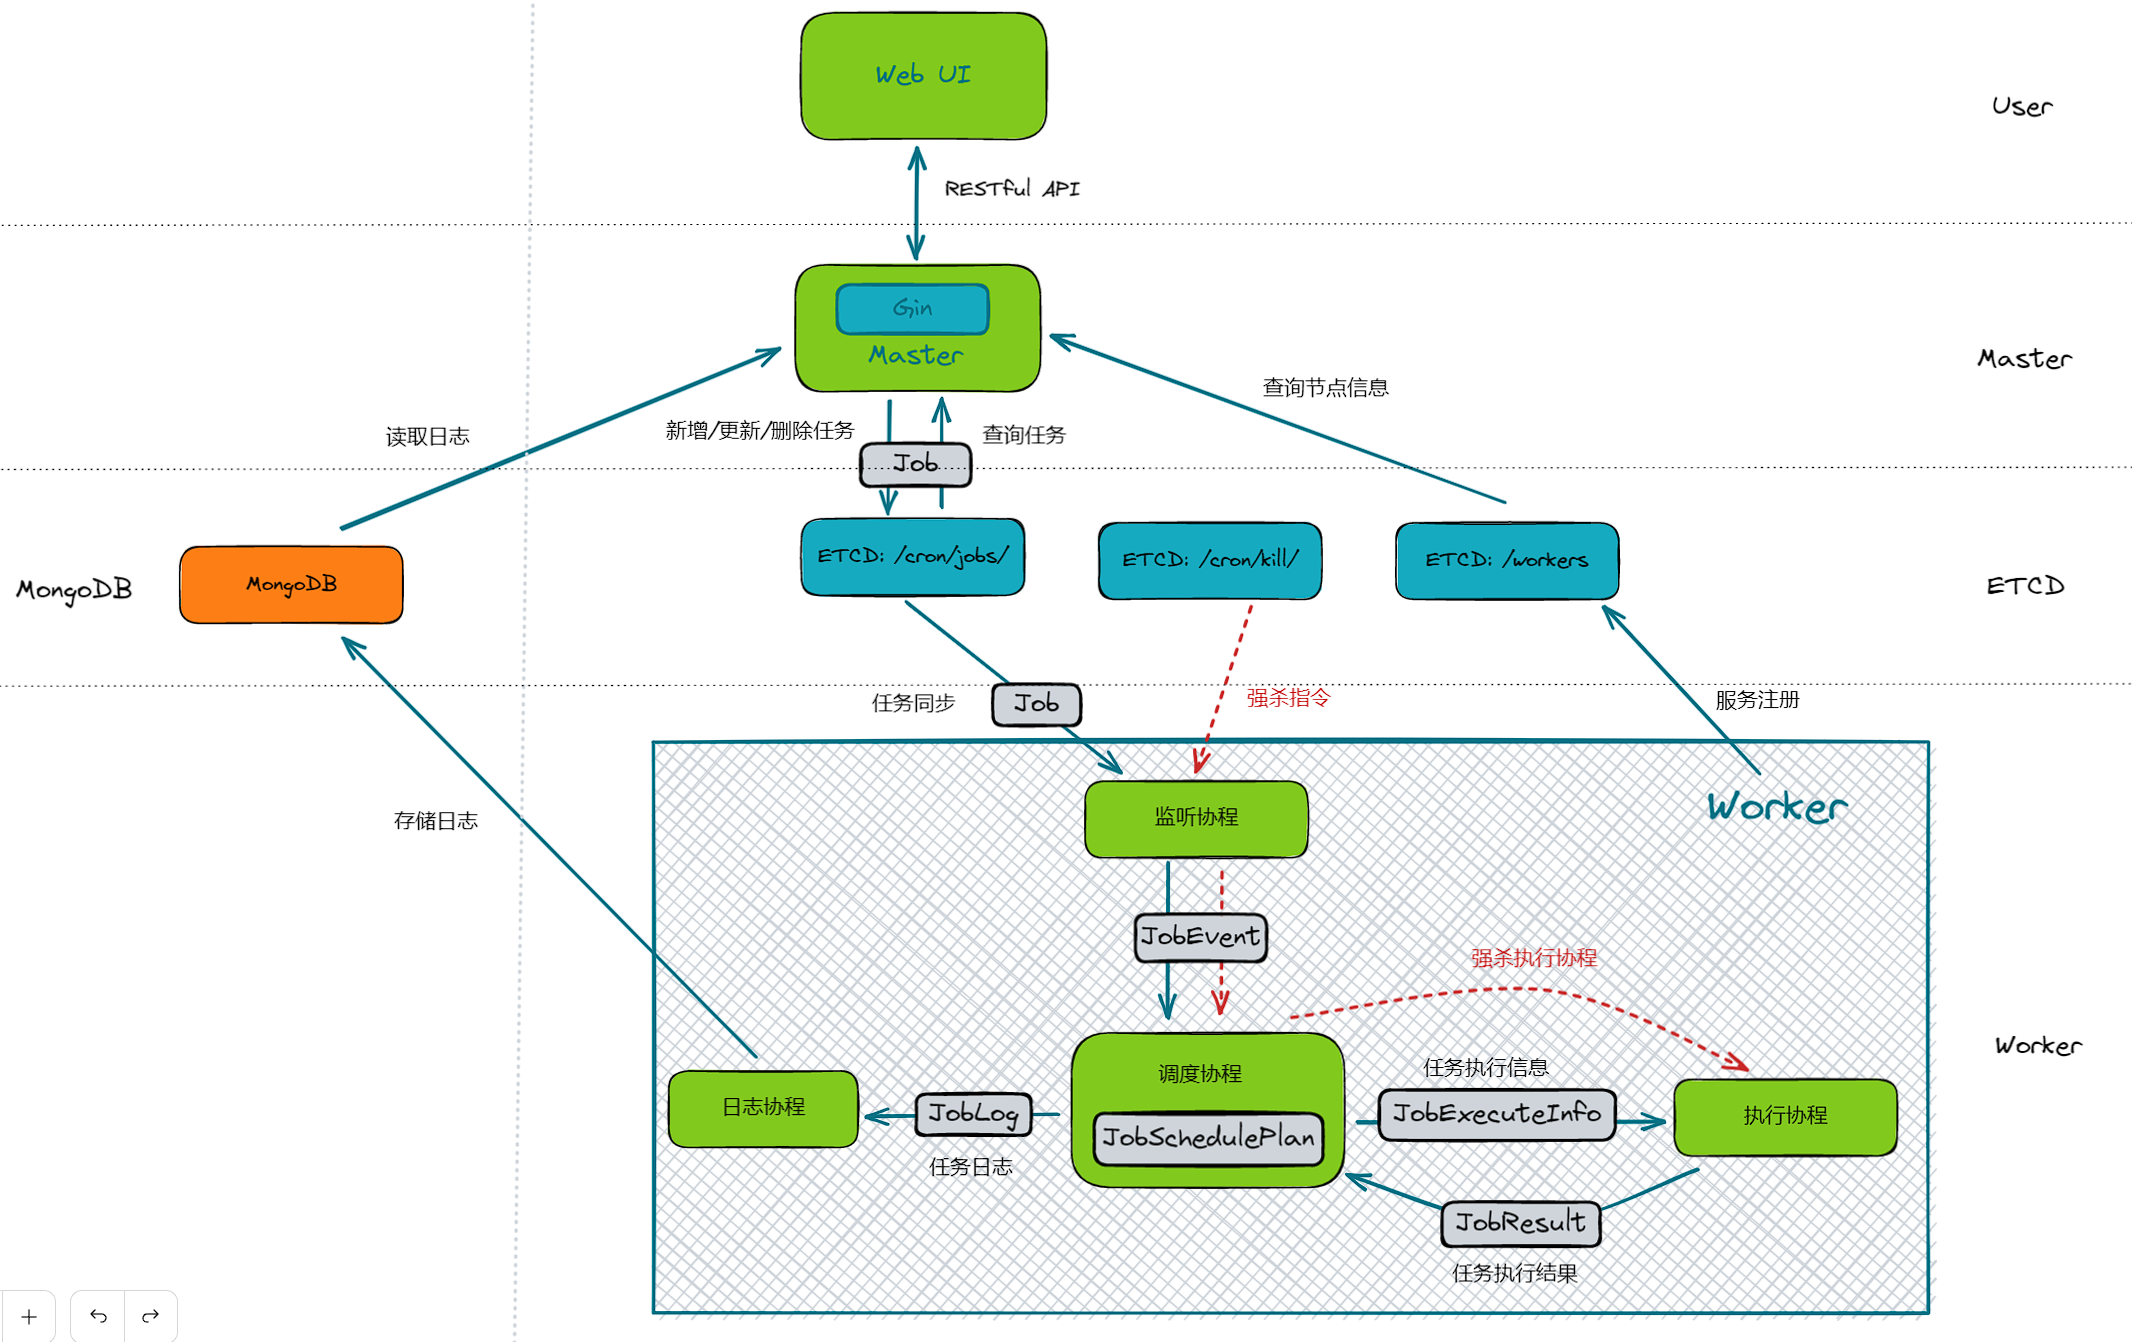 Web UI
User
RESTful API
Gin
Master
Master
查询节点信息
读取日志
新增/更新/删除任务
查询任务
Job
MongoDB
MongoDB
ETCD: /cron/jobs/
ETCD: /cron/kill/
ETCD: /workers
ETCD
任务同步
Job
强杀指令
服务注册
存储日志
监听协程
Worker
JobEvent
强杀执行协程
Worker
日志协程
JobLog
任务日志
调度协程
JobSchedulePlan
任务执行信息
JobExecuteInfo
执行协程
JobResult
任务执行结果